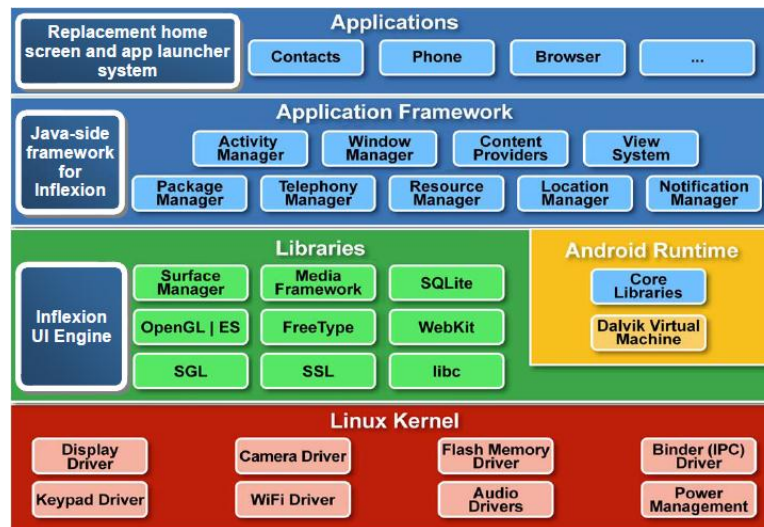 Applications
Replacement home
screen and app launcher
system
Contacts
Phone
Browser
...
Application Framework
Java-side
framework
for
Inflexion
Activity
Manager
Window
Manager
Content
Providers
View
System
Package
Manager
Telephony
Manager
Resource
Manager
Location
Manager
Notification
Manager
Libraries
Inflexion
UI Engine
Surface
Manager
Media
Framework
SQLite
OpenGL | ES
FreeType
WebKit
SGL
SSL
libc
Android Runtime
Core
Libraries
Dalvik Virtual
Machine
Linux Kernel
Display
Driver
Camera Driver
Flash Memory
Driver
Binder (IPC)
Driver
Keypad Driver
WiFi Driver
Audio
Drivers
Power
Management